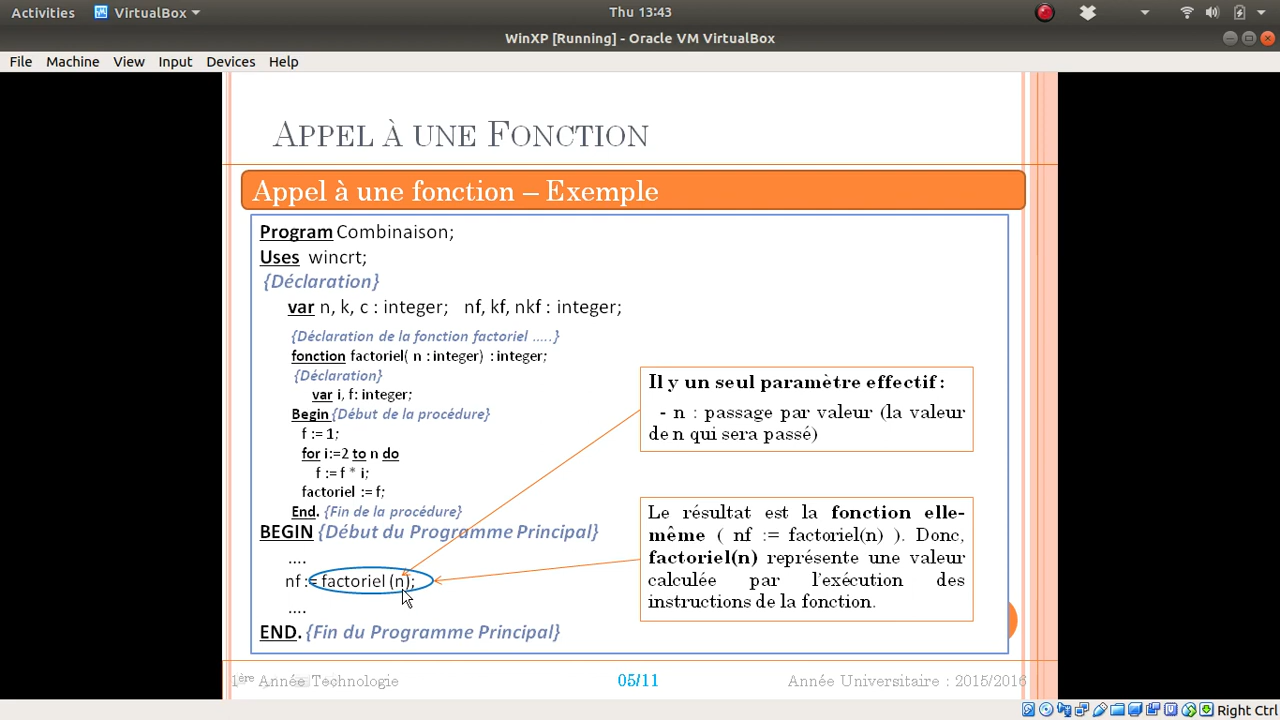 Activities VirtualBox Thu 13:43
WinXP [Running] - Oracle VM VirtualBox
File Machine View Input Devices Help
APPEL À UNE FONCTION
Appel à une fonction – Exemple
Program Combinaison;
Uses wincrt;
{Déclaration}
var n, k, c : integer; nf, kf, nkf : integer;
{Déclaration de la fonction factoriel .....}
fonction factoriel( n : integer) : integer;
{Déclaration}
var i, f: integer;
Begin {Début de la procédure}
f := 1;
for i:=2 to n do
f := f * i;
factoriel := f;
End. {Fin de la procédure}
BEGIN {Début du Programme Principal}
....
nf := factoriel (n);
....
END. {Fin du Programme Principal}
Il y un seul paramètre effectif :
- n : passage par valeur (la valeur
de n qui sera passé)
Le résultat est la fonction elle-
même ( nf := factoriel(n) ). Donc,
factoriel(n) représente une valeur
calculée par l'exécution des
instructions de la fonction.
1ère Année Technologie 05/11 Année Universitaire : 2015/2016
Right Ctrl